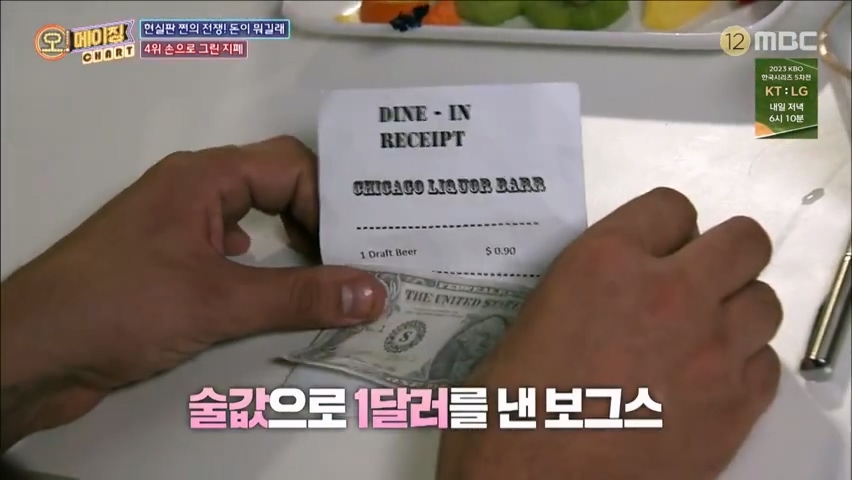 오!
메이징
CHART
현실판 쩐의 전쟁! 돈이 뭐길래
4위 손으로 그린 지폐
12 MBC
2023 KBO
한국시리즈 5차전
KT : LG
내일 저녁
6시 10분
DINE - IN
RECEIPT
CHICAGO LIQUOR BARR
1 Draft Beer $ 0.90
THE UNITED STATES
술값으로 1달러를 낸 보그스